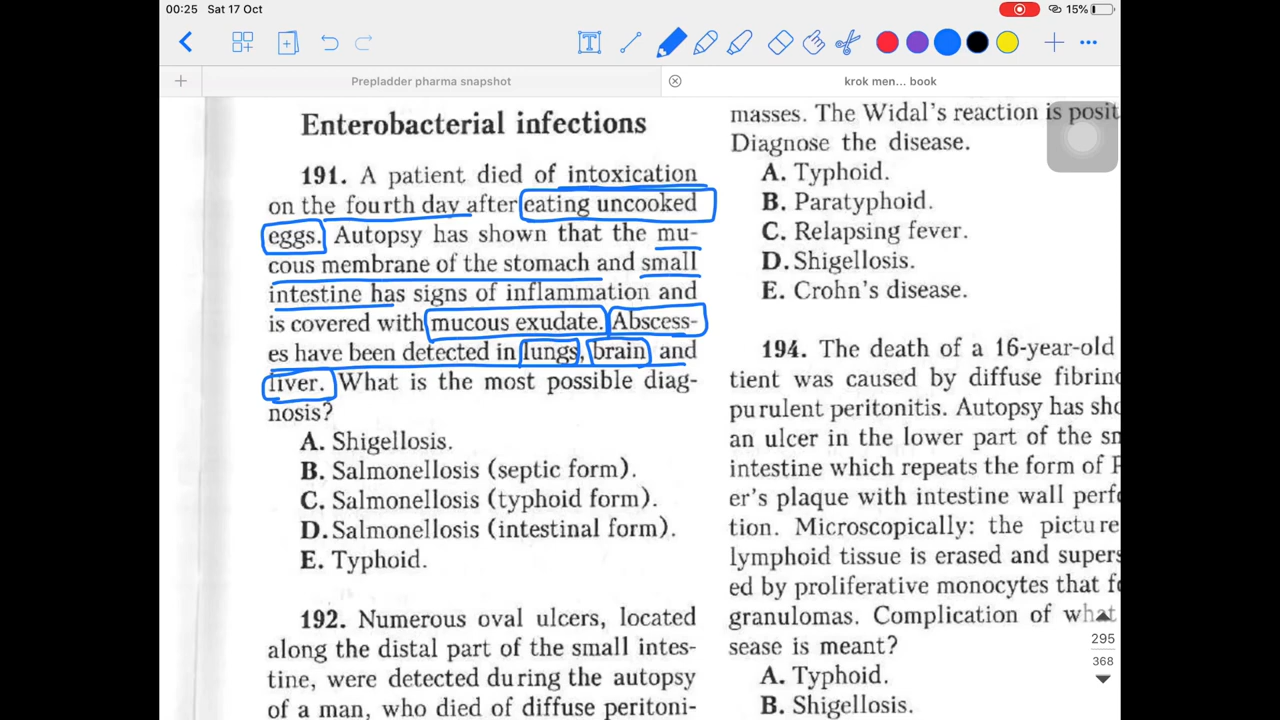 00:25 Sat 17 Oct
15%
Prepladder pharma snapshot
krok men... book
Enterobacterial infections
191. A patient died of intoxication
on the fourth day after eating uncooked
eggs. Autopsy has shown that the mu-
cous membrane of the stomach and small
intestine has signs of inflammation and
is covered with mucous exudate. Abscess-
es have been detected in lungs, brain and
liver. What is the most possible diag-
nosis?
A. Shigellosis.
B. Salmonellosis (septic form).
C. Salmonellosis (typhoid form).
D. Salmonellosis (intestinal form).
E. Typhoid.
192. Numerous oval ulcers, located
along the distal part of the small intes-
tine, were detected during the autopsy
of a man, who died of diffuse peritoni-
masses. The Widal's reaction is posit
Diagnose the disease.
A. Typhoid.
B. Paratyphoid.
C. Relapsing fever.
D. Shigellosis.
E. Crohn's disease.
194. The death of a 16-year-old
tient was caused by diffuse fibrino
purulent peritonitis. Autopsy has sho
an ulcer in the lower part of the sm
intestine which repeats the form of P
er's plaque with intestine wall perfo
tion. Microscopically: the picture
lymphoid tissue is erased and supers
ed by proliferative monocytes that fo
granulomas. Complication of what
sease is meant?
A. Typhoid.
B. Shigellosis.
295
368